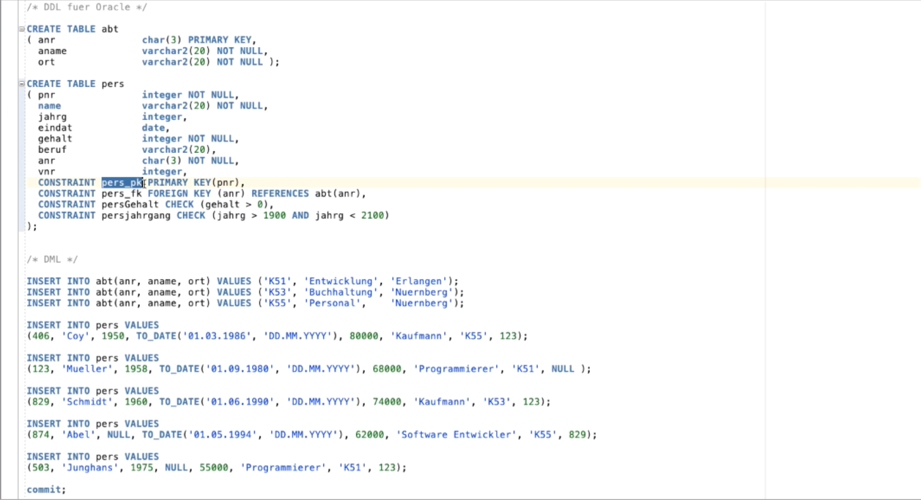 /* DDL fuer Oracle */
CREATE TABLE abt
( anr char(3) PRIMARY KEY,
aname varchar2(20) NOT NULL,
ort varchar2(20) NOT NULL );
CREATE TABLE pers
( pnr integer NOT NULL,
name varchar2(20) NOT NULL,
jahrg integer,
eindat date,
gehalt integer NOT NULL,
beruf varchar2(20),
anr char(3) NOT NULL,
vnr integer,
CONSTRAINT pers_pk PRIMARY KEY(pnr),
CONSTRAINT pers_fk FOREIGN KEY (anr) REFERENCES abt(anr),
CONSTRAINT persGehalt CHECK (gehalt > 0),
CONSTRAINT persjahrgang CHECK (jahrg > 1900 AND jahrg < 2100)
);
/* DML */
INSERT INTO abt(anr, aname, ort) VALUES ('K51', 'Entwicklung', 'Erlangen');
INSERT INTO abt(anr, aname, ort) VALUES ('K53', 'Buchhaltung', 'Nuernberg');
INSERT INTO abt(anr, aname, ort) VALUES ('K55', 'Personal', 'Nuernberg');
INSERT INTO pers VALUES
(406, 'Coy', 1950, TO_DATE('01.03.1986', 'DD.MM.YYYY'), 80000, 'Kaufmann', 'K55', 123);
INSERT INTO pers VALUES
(123, 'Mueller', 1958, TO_DATE('01.09.1980', 'DD.MM.YYYY'), 68000, 'Programmierer', 'K51', NULL );
INSERT INTO pers VALUES
(829, 'Schmidt', 1960, TO_DATE('01.06.1990', 'DD.MM.YYYY'), 74000, 'Kaufmann', 'K53', 123);
INSERT INTO pers VALUES
(874, 'Abel', NULL, TO_DATE('01.05.1994', 'DD.MM.YYYY'), 62000, 'Software Entwickler', 'K55', 829);
INSERT INTO pers VALUES
(503, 'Junghans', 1975, NULL, 55000, 'Programmierer', 'K51', 123);
commit;